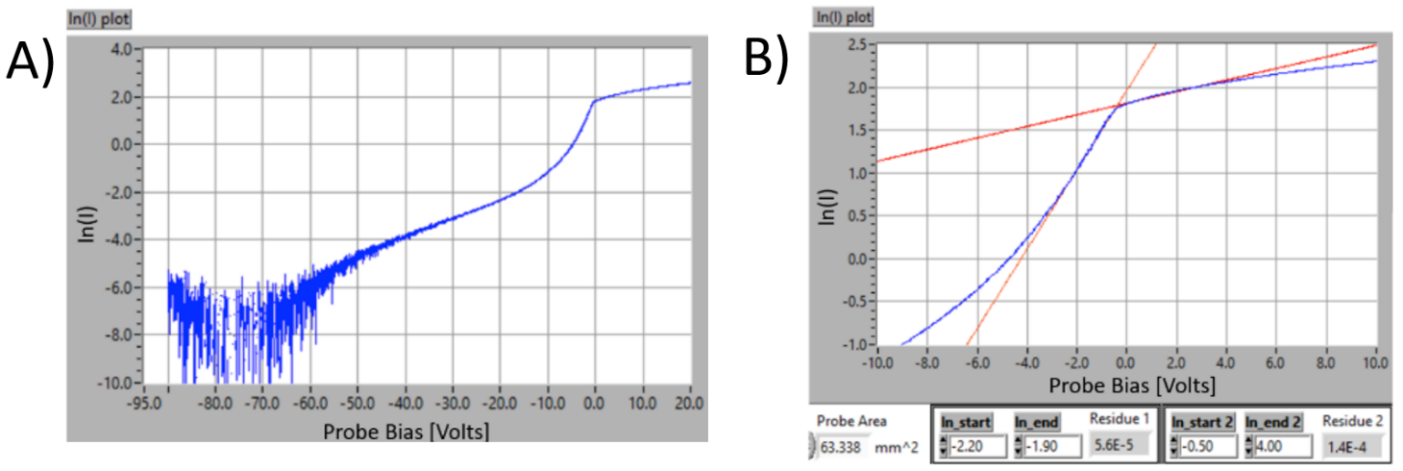 A)
ln(I) plot
4.0
2.0
0.0
-2.0
-4.0
-6.0
-8.0
-10.0
ln(I)
-95.0 -80.0 -70.0 -60.0 -50.0 -40.0 -30.0 -20.0 -10.0 0.0 10.0 20.0
Probe Bias [Volts]
B)
ln(I) plot
2.5
2.0
1.5
1.0
0.5
0.0
-0.5
-1.0
ln(I)
-10.0 -8.0 -6.0 -4.0 -2.0 0.0 2.0 4.0 6.0 8.0 10.0
Probe Bias [Volts]
Probe Area
63.338 mm^2
ln_start ln_end Residue 1
-2.20 -1.90 5.6E-5
ln_start 2 ln_end 2 Residue 2
-0.50 4.00 1.4E-4